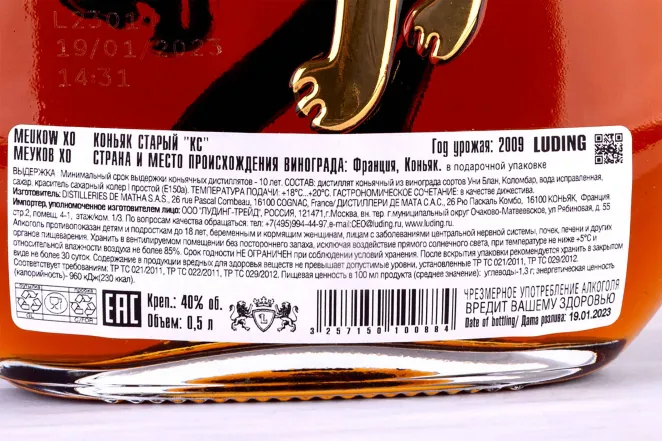 19/01/2023
14:31
MEUKOW XO КОНЬЯК СТАРЫЙ "КС" Год урожая: 2009 LUDING
МЕУКОВ ХО СТРАНА И МЕСТО ПРОИСХОЖДЕНИЯ ВИНОГРАДА: Франция, Коньяк. в подарочной упаковке
ВЫДЕРЖКА Минимальный срок выдержки коньячных дистиллятов - 10 лет. СОСТАВ: дистиллят коньячный из винограда сортов Уни Блан, Коломбар, вода исправленная,
сахар, краситель сахарный колер I простой (Е150а). ТЕМПЕРАТУРА ПОДАЧИ: +18°С...+20°С. ГАСТРОНОМИЧЕСКОЕ СОЧЕТАНИЕ: в качестве дижестива.
Изготовитель: DISTILLERIES DE MATHA S.A.S., 26 rue Pascal Combeau, 16100 COGNAC, France/ ДИСТИЛЛЕРИ ДЕ МАТА С.А.С., 26 Рю Паскаль Комбо, 16100 КОНЬЯК, Франция
Импортер, уполномоченное изготовителем лицо: ООО "ЛУДИНГ-ТРЕЙД", РОССИЯ, 121471, г.Москва, вн. тер. г.муниципальный округ Очаково-Матвеевское, ул Рябиновая, д. 55
стр.2, помещ. 4-1, этаж/ком. 1/3. По вопросам качества обращаться: тел: +7(495)994-44-97, e-mail:CEO@luding.ru, www.luding.ru.
Алкоголь противопоказан детям и подросткам до 18 лет, беременным и кормящим женщинам, лицам с заболеваниями центральной нервной системы, почек, печени и других
органов пищеварения. Хранить в вентилируемом помещении без постороннего запаха, исключая воздействие прямого солнечного света, при температуре не ниже +5°С и
относительной влажности воздуха не более 85%. Срок годности НЕ ОГРАНИЧЕН при соблюдении условий хранения. После вскрытия упаковки рекомендуется хранить в закрытом
виде не более 30 суток. Содержание в продукции вредных для здоровья веществ не превышает допустимые уровни, установленные ТР ТС 021/2011, ТР ТС 029/2012.
Соответствует требованиям: ТР ТС 021/2011, ТР ТС 022/2011, ТР ТС 029/2012. Пищевая ценность в 100 мл продукта (среднее значение): углеводы-1,3 г; энергетическая ценность
(калорийность)- 960 кДж(230 ккал).
EAC
Креп.: 40% об.
Объем: 0,5 л
3 257150 100884
ЧРЕЗМЕРНОЕ УПОТРЕБЛЕНИЕ АЛКОГОЛЯ
ВРЕДИТ ВАШЕМУ ЗДОРОВЬЮ
Date of bottling/ Дата розлива: 19.01.2023